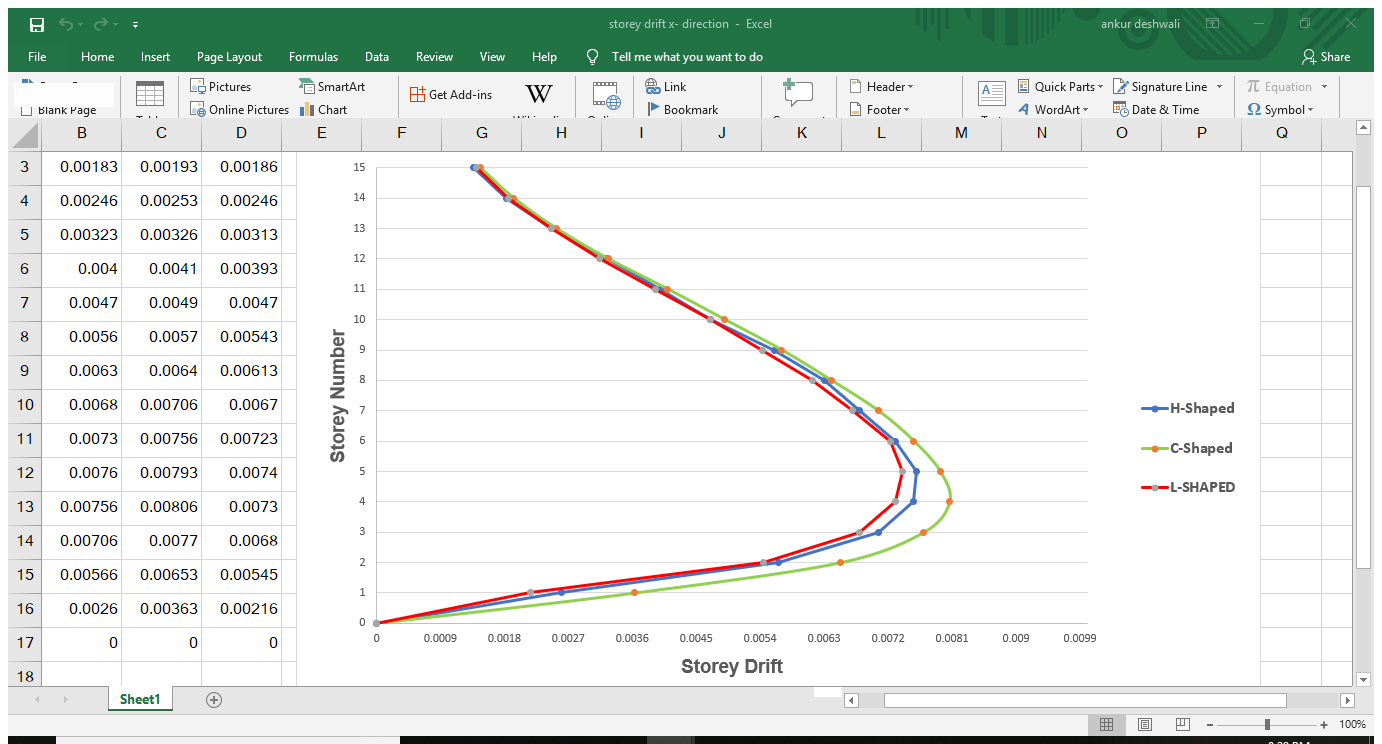 storey drift x- direction - Excel
ankur deshwali
File Home Insert Page Layout Formulas Data Review View Help Tell me what you want to do Share
Pictures SmartArt Get Add-ins Link Header Quick Parts Signature Line Equation
Blank Page Online Pictures Chart Bookmark Footer WordArt Date & Time Symbol
B C D E F G H I J K L M N O P Q
3 0.00183 0.00193 0.00186
4 0.00246 0.00253 0.00246
5 0.00323 0.00326 0.00313
6 0.004 0.0041 0.00393
7 0.0047 0.0049 0.0047
8 0.0056 0.0057 0.00543
9 0.0063 0.0064 0.00613
10 0.0068 0.00706 0.0067
11 0.0073 0.00756 0.00723
12 0.0076 0.00793 0.0074
13 0.00756 0.00806 0.0073
14 0.00706 0.0077 0.0068
15 0.00566 0.00653 0.00545
16 0.0026 0.00363 0.00216
17 0 0 0
18
Storey Number
15
14
13
12
11
10
9
8
7
6
5
4
3
2
1
0
0 0.0009 0.0018 0.0027 0.0036 0.0045 0.0054 0.0063 0.0072 0.0081 0.009 0.0099
Storey Drift
H-Shaped
C-Shaped
L-SHAPED
Sheet1
100%